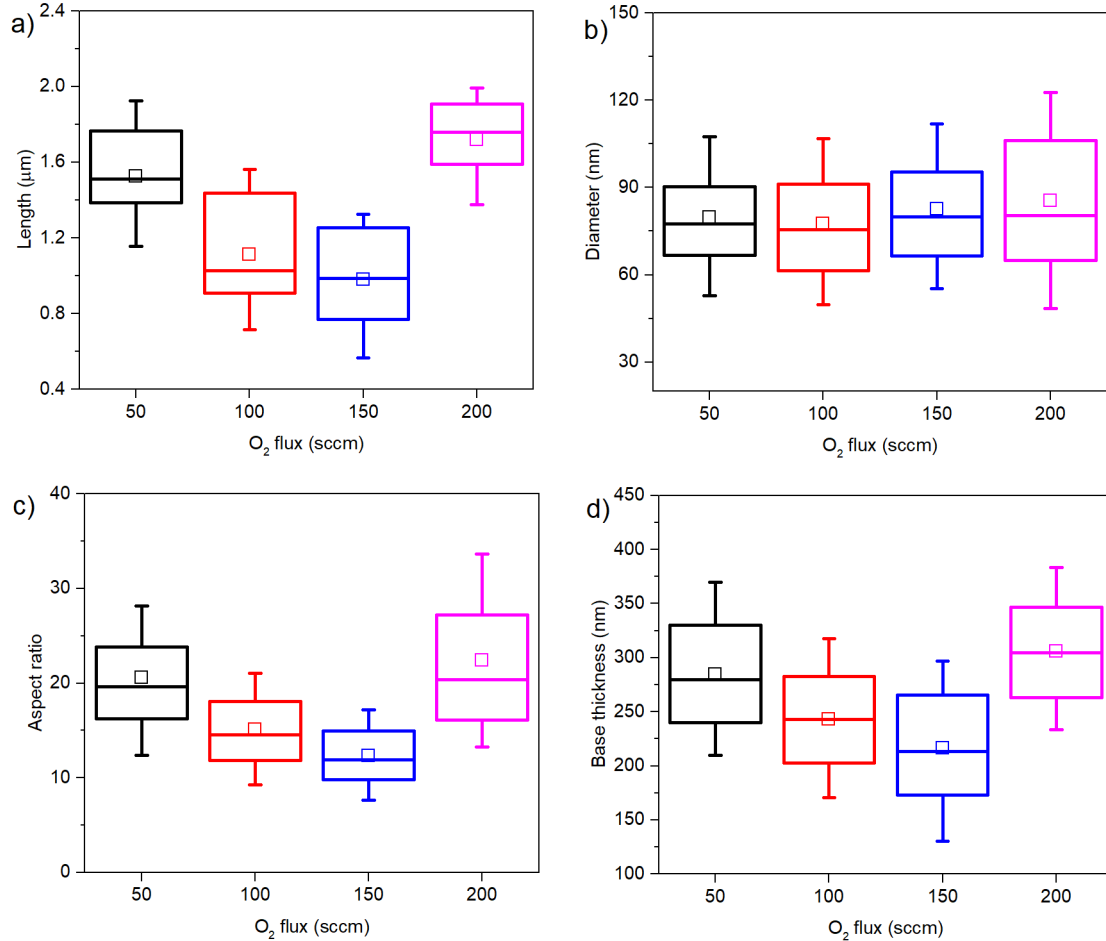 a)
Length (µm)
2.4
2.0
1.6
1.2
0.8
0.4
50 100 150 200
O₂ flux (sccm)
b)
Diameter (nm)
150
120
90
60
30
50 100 150 200
O₂ flux (sccm)
c)
Aspect ratio
40
30
20
10
0
50 100 150 200
O₂ flux (sccm)
d)
Base thickness (nm)
450
400
350
300
250
200
150
100
50 100 150 200
O₂ flux (sccm)